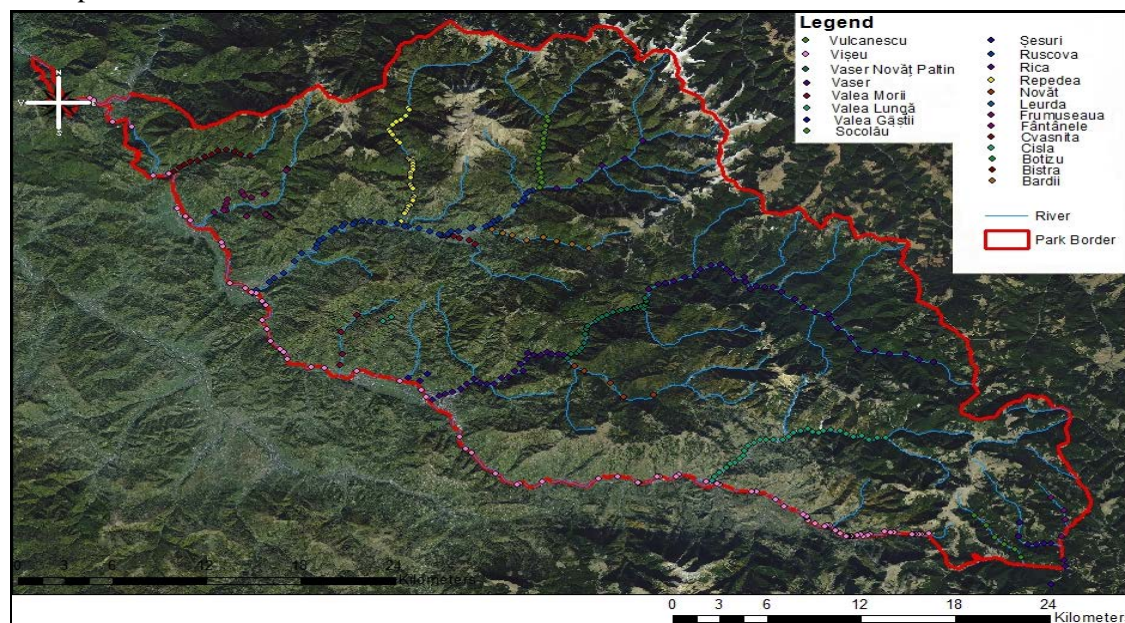 Legend
Vulcanescu
Vișeu
Vaser Novăț Paltin
Vaser
Valea Morii
Valea Lungă
Valea Găștii
Socolău
Șesuri
Ruscova
Rica
Repedea
Novăt
Leurda
Frumuseaua
Fântânele
Cvasnita
Cisla
Botizu
Bistra
Bardii
River
Park Border
N
V
S
0 3 6 12 18 24
Kilometers
0 3 6 12 18 24
Kilometers